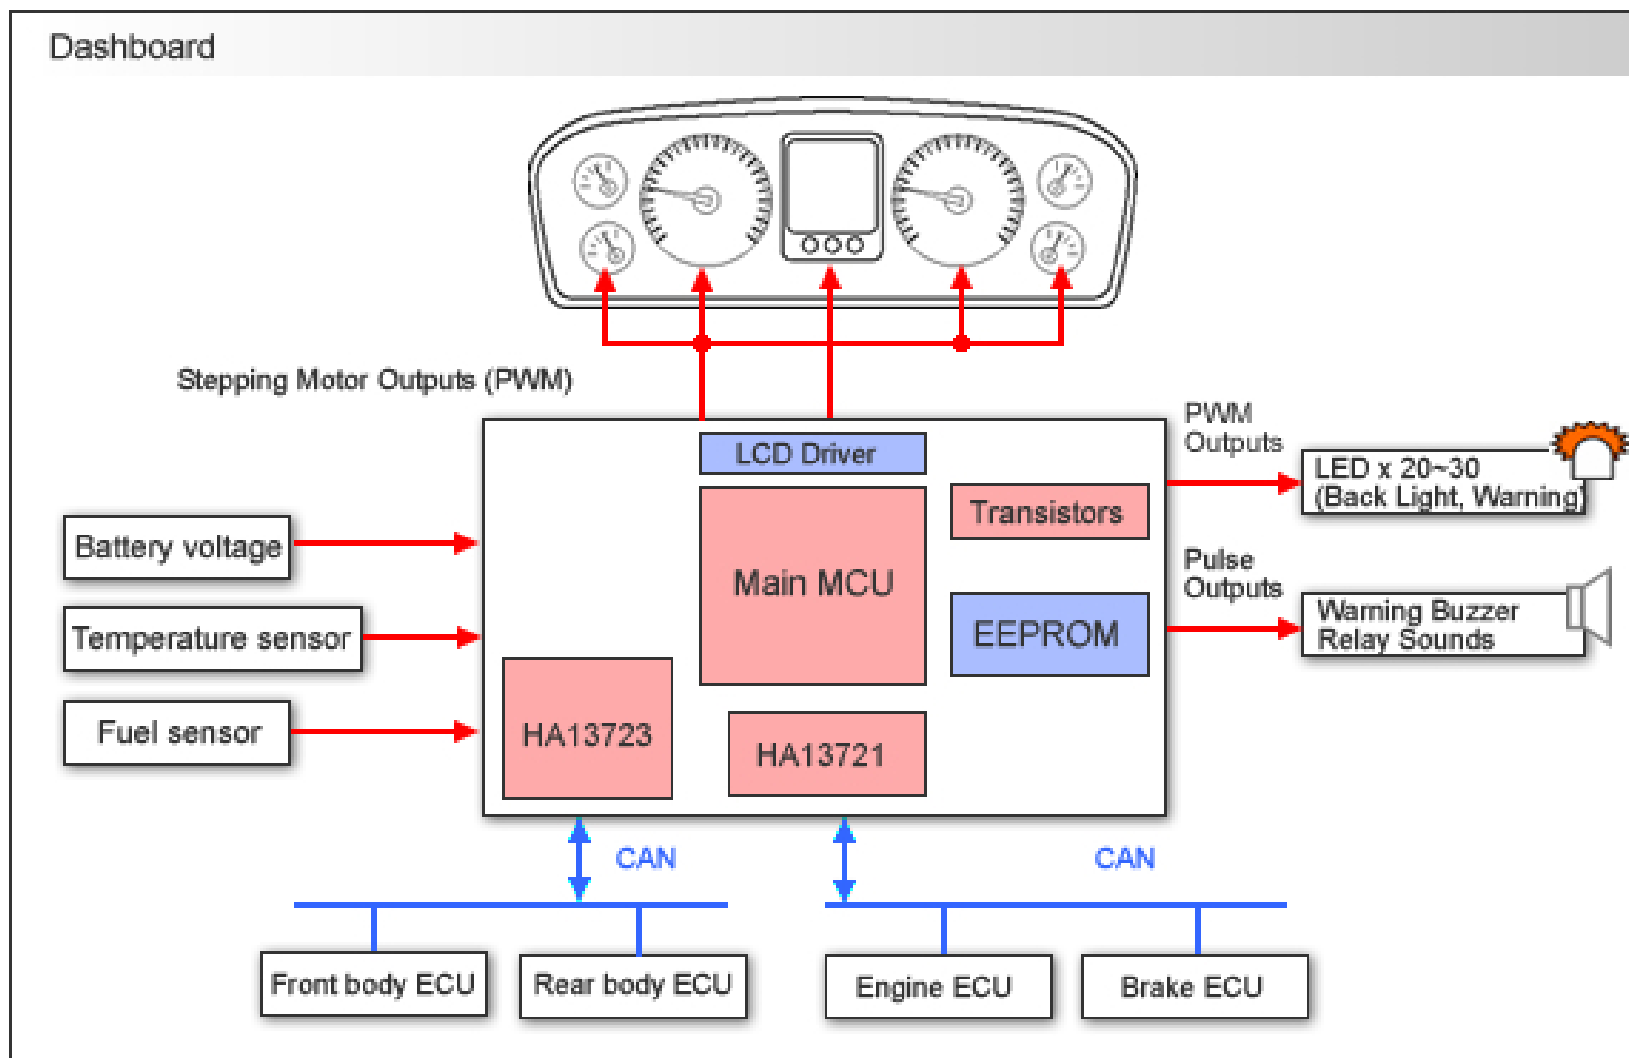 Dashboard
Stepping Motor Outputs (PWM)
PWM
Outputs
LCD Driver
LED x 20~30
(Back Light, Warning)
Transistors
Battery voltage
Main MCU
Pulse
Outputs
Warning Buzzer
Relay Sounds
EEPROM
Temperature sensor
Fuel sensor
HA13723
HA13721
CAN
CAN
Front body ECU
Rear body ECU
Engine ECU
Brake ECU